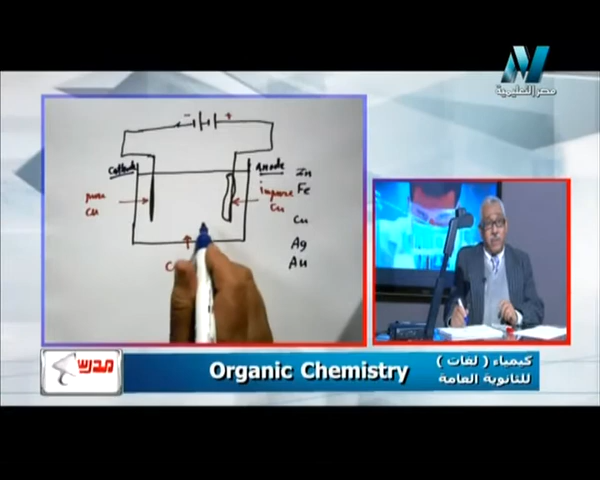 مصر التعليمية
- +
Cathode
Anode
Zn
Fe
pure
Cu
impure
Cu
Cu
Ag
Au
مدرستنا
Organic Chemistry
كيمياء ( لغات )
للثانوية العامة